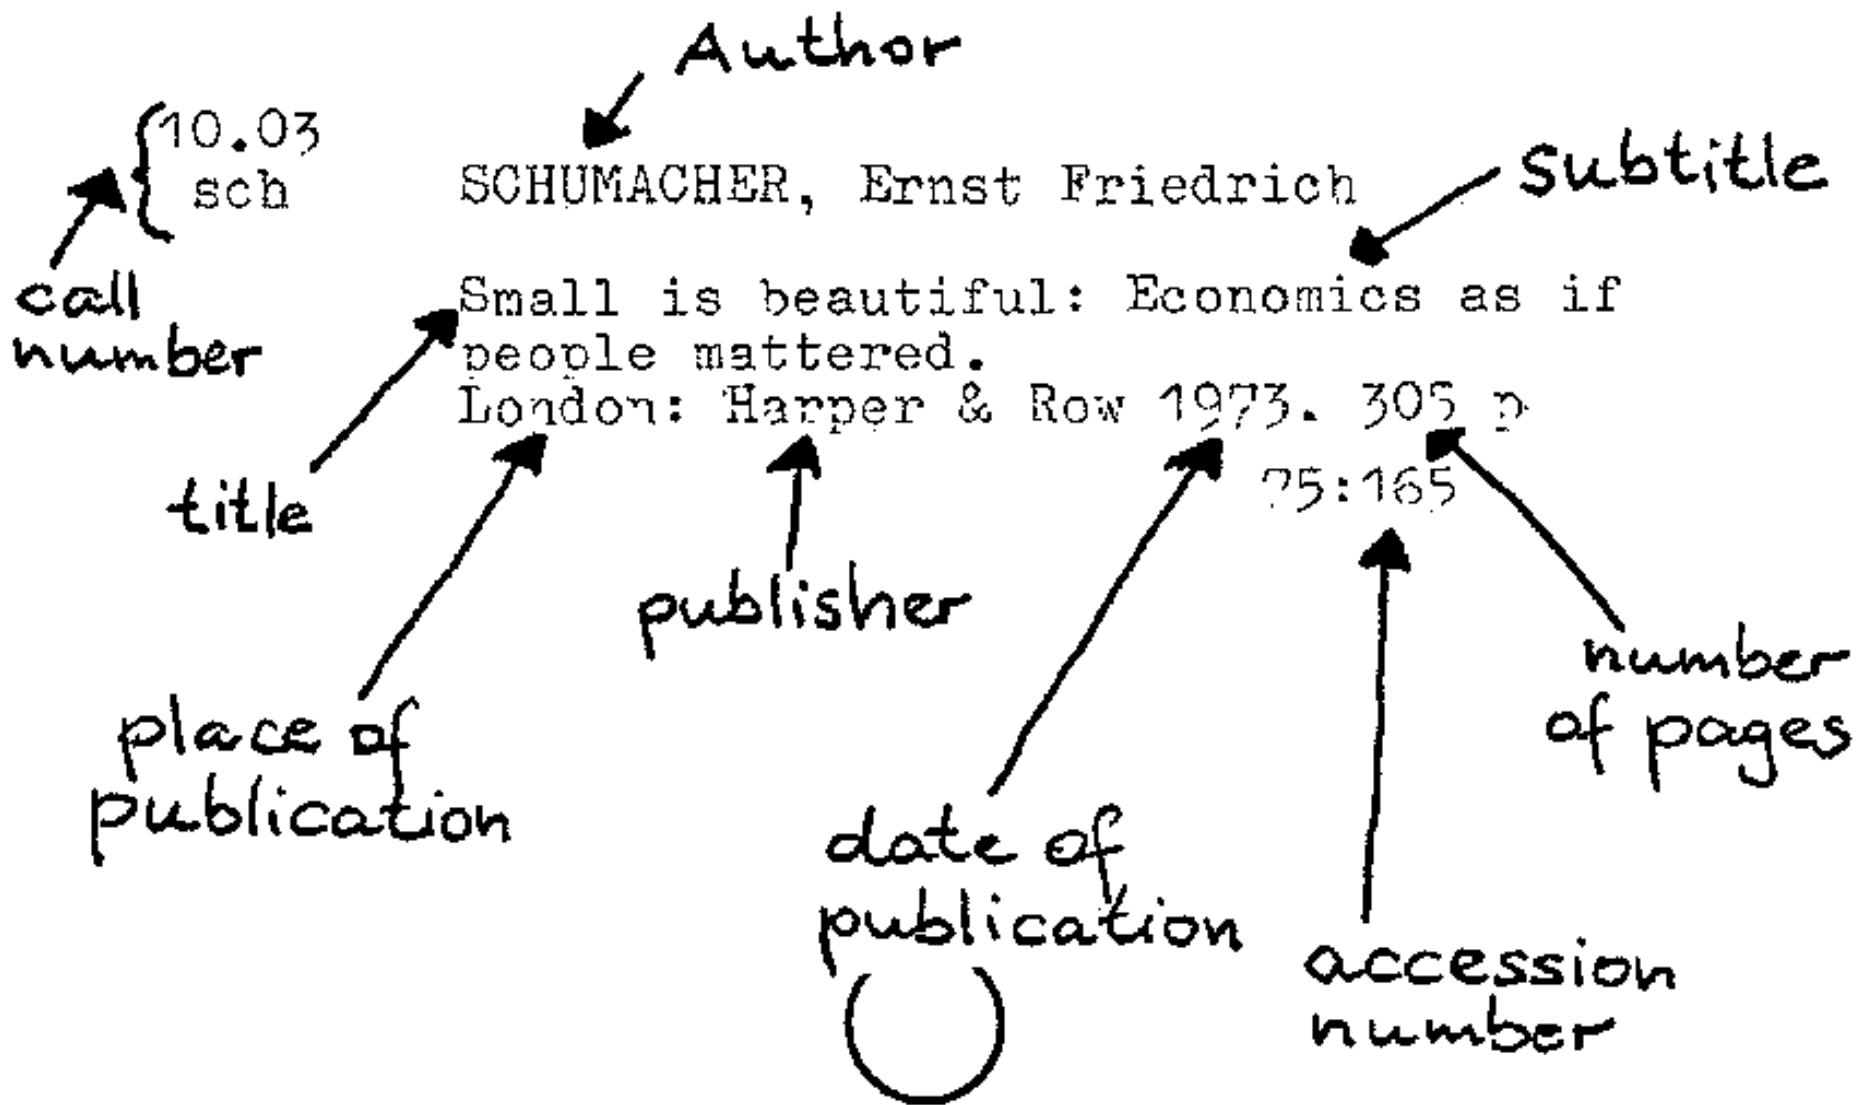 Author
10.03
sch
SCHUMACHER, Ernst Friedrich
subtitle
call
number
Small is beautiful: Economics as if
people mattered.
London: Harper & Row 1973. 305 p
75:165
title
publisher
number
of pages
place of
publication
date of
publication
accession
number